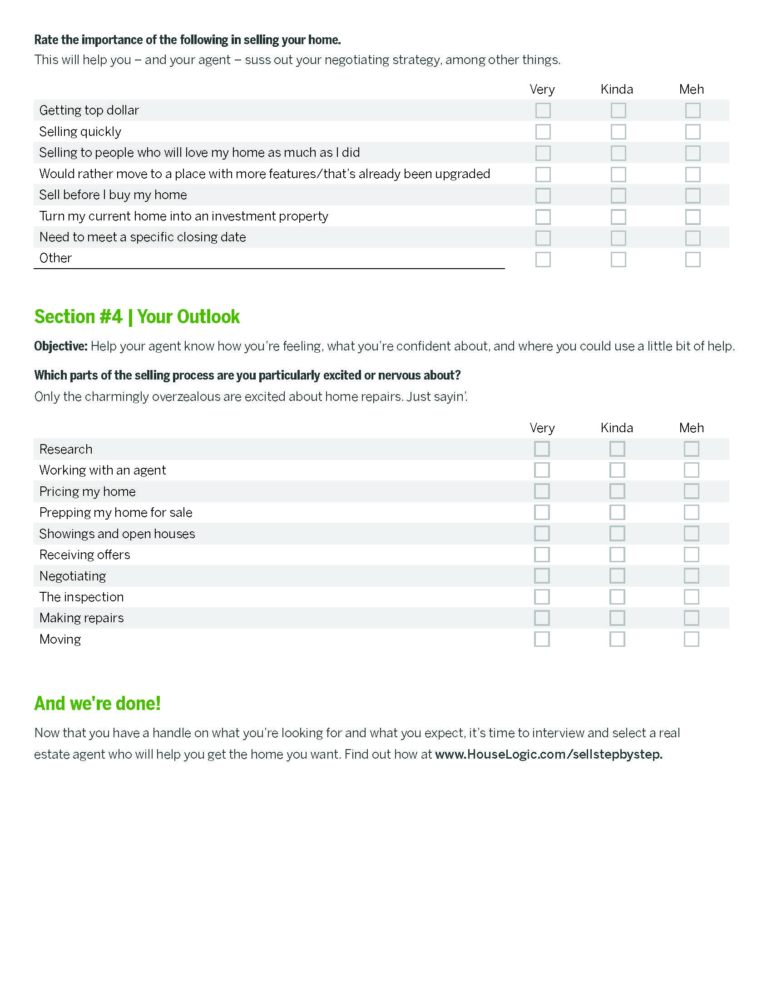 Rate the importance of the following in selling your home.
This will help you – and your agent – suss out your negotiating strategy, among other things.
Very Kinda Meh
Getting top dollar
Selling quickly
Selling to people who will love my home as much as I did
Would rather move to a place with more features/that’s already been upgraded
Sell before I buy my home
Turn my current home into an investment property
Need to meet a specific closing date
Other
Section #4 | Your Outlook
Objective: Help your agent know how you’re feeling, what you’re confident about, and where you could use a little bit of help.
Which parts of the selling process are you particularly excited or nervous about?
Only the charmingly overzealous are excited about home repairs. Just sayin’.
Very Kinda Meh
Research
Working with an agent
Pricing my home
Prepping my home for sale
Showings and open houses
Receiving offers
Negotiating
The inspection
Making repairs
Moving
And we're done!
Now that you have a handle on what you’re looking for and what you expect, it’s time to interview and select a real
estate agent who will help you get the home you want. Find out how at www.HouseLogic.com/sellstepbystep.